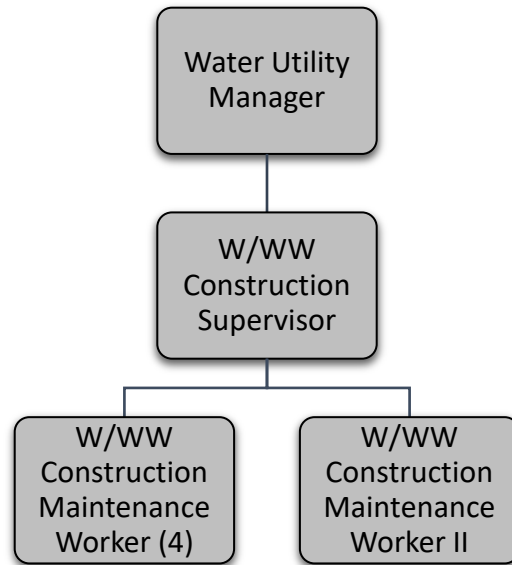 Water Utility
Manager
W/WW
Construction
Supervisor
W/WW
Construction
Maintenance
Worker (4)
W/WW
Construction
Maintenance
Worker II